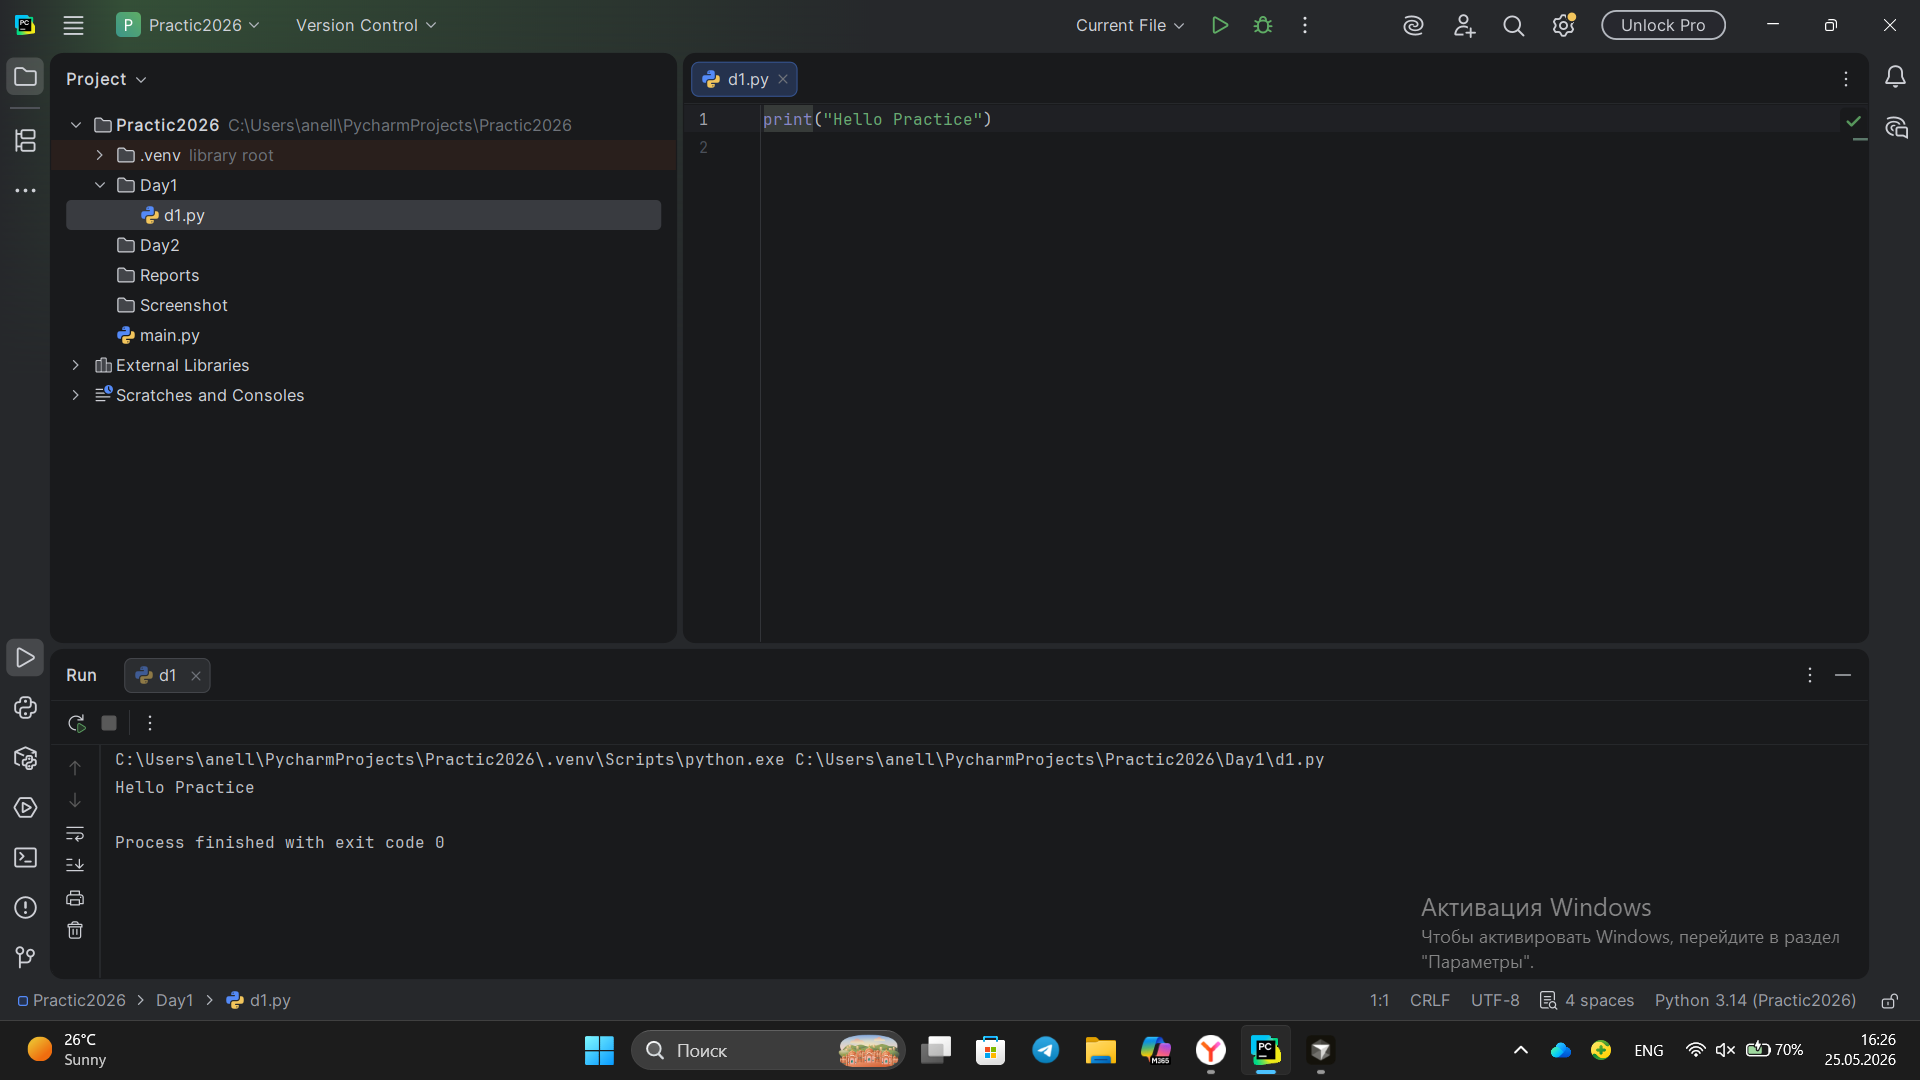 PC
P Practic2026
Version Control
Current File
Unlock Pro
Project
Practic2026 C:\Users\anell\PycharmProjects\Practic2026
.venv library root
Day1
d1.py
Day2
Reports
Screenshot
main.py
External Libraries
Scratches and Consoles
d1.py
1 print("Hello Practice")
2
Run d1
C:\Users\anell\PycharmProjects\Practic2026\.venv\Scripts\python.exe C:\Users\anell\PycharmProjects\Practic2026\Day1\d1.py
Hello Practice
Process finished with exit code 0
Активация Windows
Чтобы активировать Windows, перейдите в раздел
"Параметры".
Practic2026 > Day1 > d1.py
1:1 CRLF UTF-8 4 spaces Python 3.14 (Practic2026)
26°C
Sunny
Поиск
M365
PC
ENG
70%
16:26
25.05.2026